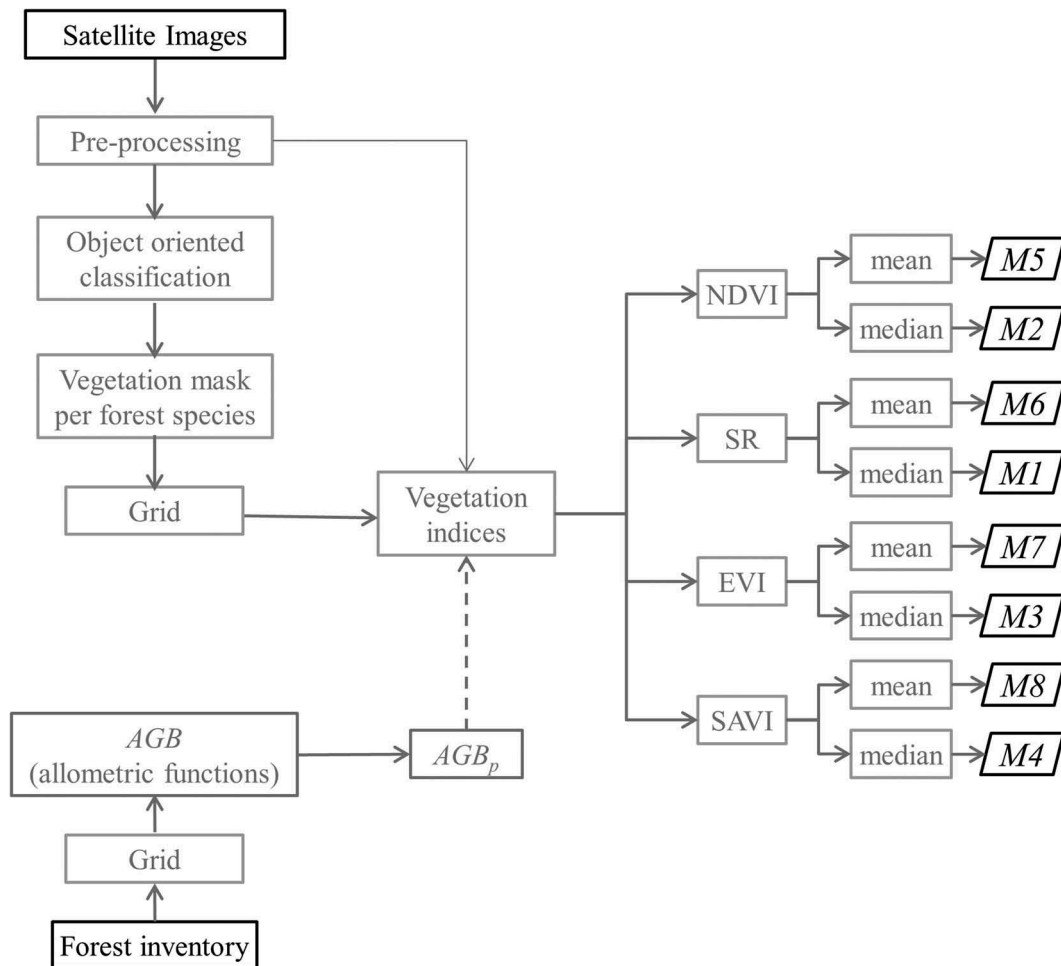 Satellite Images
Pre-processing
Object oriented
classification
Vegetation mask
per forest species
Grid
Vegetation
indices
AGB
(allometric functions)
AGBp
Grid
Forest inventory
NDVI
mean
M5
median
M2
SR
mean
M6
median
M1
EVI
mean
M7
median
M3
SAVI
mean
M8
median
M4